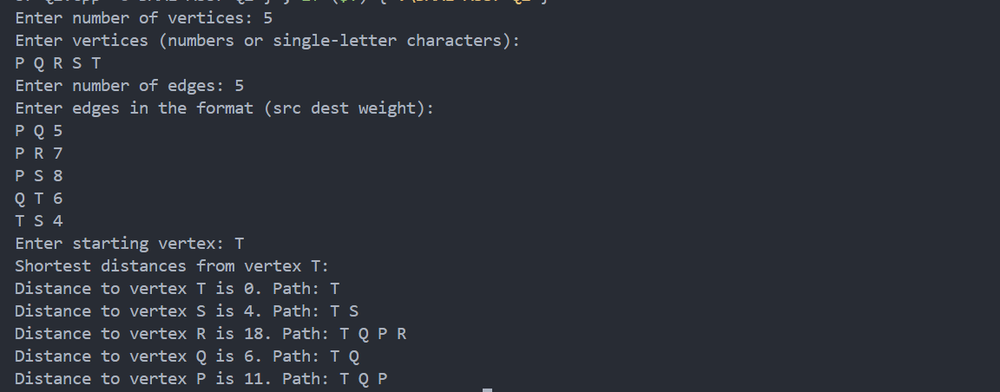 Enter number of vertices: 5
Enter vertices (numbers or single-letter characters):
P Q R S T
Enter number of edges: 5
Enter edges in the format (src dest weight):
P Q 5
P R 7
P S 8
Q T 6
T S 4
Enter starting vertex: T
Shortest distances from vertex T:
Distance to vertex T is 0. Path: T
Distance to vertex S is 4. Path: T S
Distance to vertex R is 18. Path: T Q P R
Distance to vertex Q is 6. Path: T Q
Distance to vertex P is 11. Path: T Q P